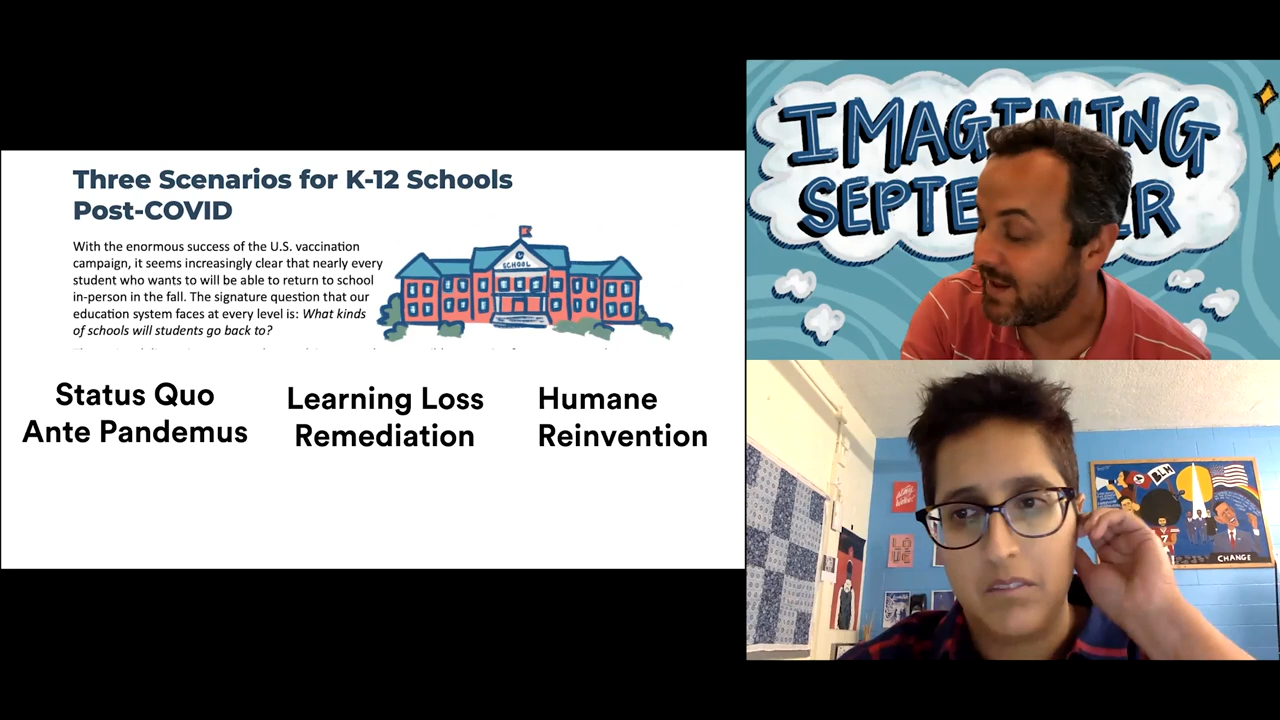 Three Scenarios for K-12 Schools
Post-COVID
With the enormous success of the U.S. vaccination
campaign, it seems increasingly clear that nearly every
student who wants to will be able to return to school
in-person in the fall. The signature question that our
education system faces at every level is: What kinds
of schools will students go back to?
SCHOOL
Status Quo
Ante Pandemus
Learning Loss
Remediation
Humane
Reinvention
IMAGINING
SEPTE R
BLM
7
CHANGE